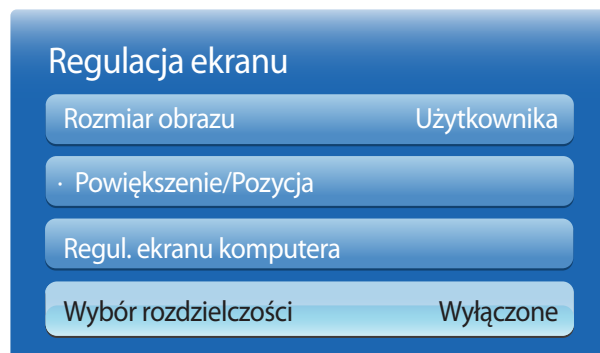 Regulacja ekranu
Rozmiar obrazu Użytkownika
· Powiększenie/Pozycja
Regul. ekranu komputera
Wybór rozdzielczości Wyłączone